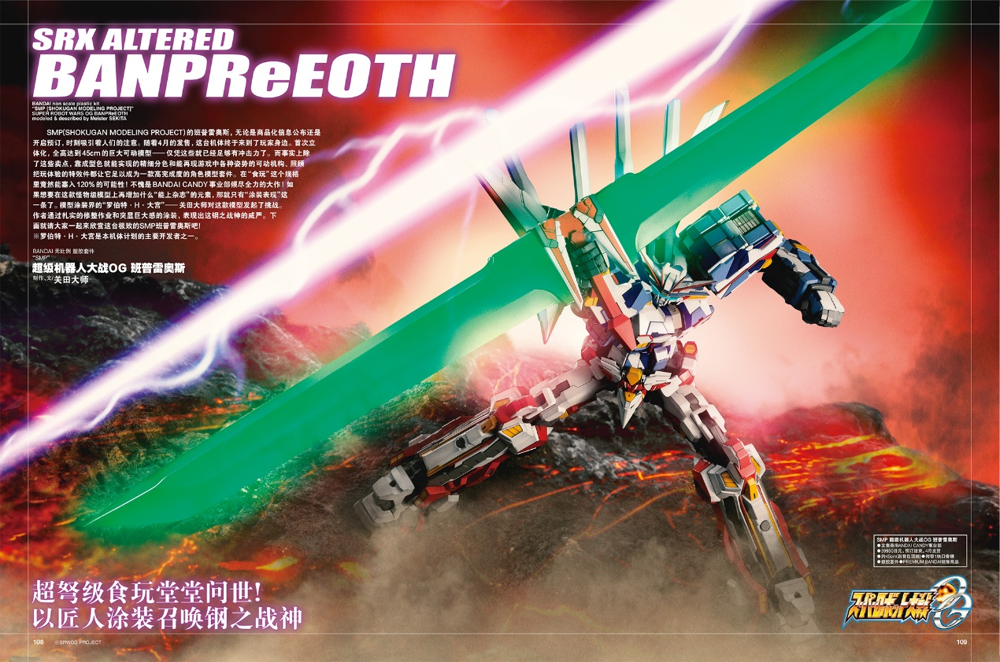 SRX ALTERED
BANPReEOTH
BANDAI non scale plastic kit
"SMP [SHOKUGAN MODELING PROJECT]"
SUPER ROBOT WARS OG BANPReEOTH
modeled & described by Meister SEKITA
SMP(SHOKUGAN MODELING PROJECT)的班普雷奥斯，无论是商品化信息公布还是
开启预订，时刻吸引着人们的注意。随着4月的发售，这台机体终于来到了玩家身边。首次立
体化，全高达到45cm的巨大可动模型——仅凭这些就已经足够有冲击力了。而事实上除
了这些卖点，靠成型色就能实现的精细分色和能再现游戏中各种姿势的可动机构、照顾
把玩体验的特效件都让它足以成为一款高完成度的角色模型套件。在“食玩”这个规格
里竟然能塞入120%的可能性！不愧是BANDAI CANDY事业部倾尽全力的大作！如
果想要在这款怪物级模型上再增加什么“能上杂志”的元素，那就只有“涂装表现”这
一条了。模型涂装界的“罗伯特·H·大宫”——关田大师对这款模型发起了挑战。
作者通过扎实的修整作业和突显巨大感的涂装，表现出这钢之战神的威严。下
面就请大家一起来欣赏这台极致的SMP班普雷奥斯吧！
※罗伯特·H·大宫是本机体计划的主要开发者之一。
BANDAI 无比例 塑胶套件
“SMP”
超级机器人大战OG 班普雷奥斯
制作、文/关田大师
SMP 超级机器人大战OG 班普雷奥斯
●发售商/BANDAI CANDY事业部
●39930日元，预订结束，4月发货
●约45cm(到背包顶端)●附带1块口香糖
●塑胶套件●PREMIUM BANDAI销售商品
超弩级食玩堂堂问世！
以匠人涂装召唤钢之战神
スーパーロボット大戦OG
108
©SRWOG PROJECT
109